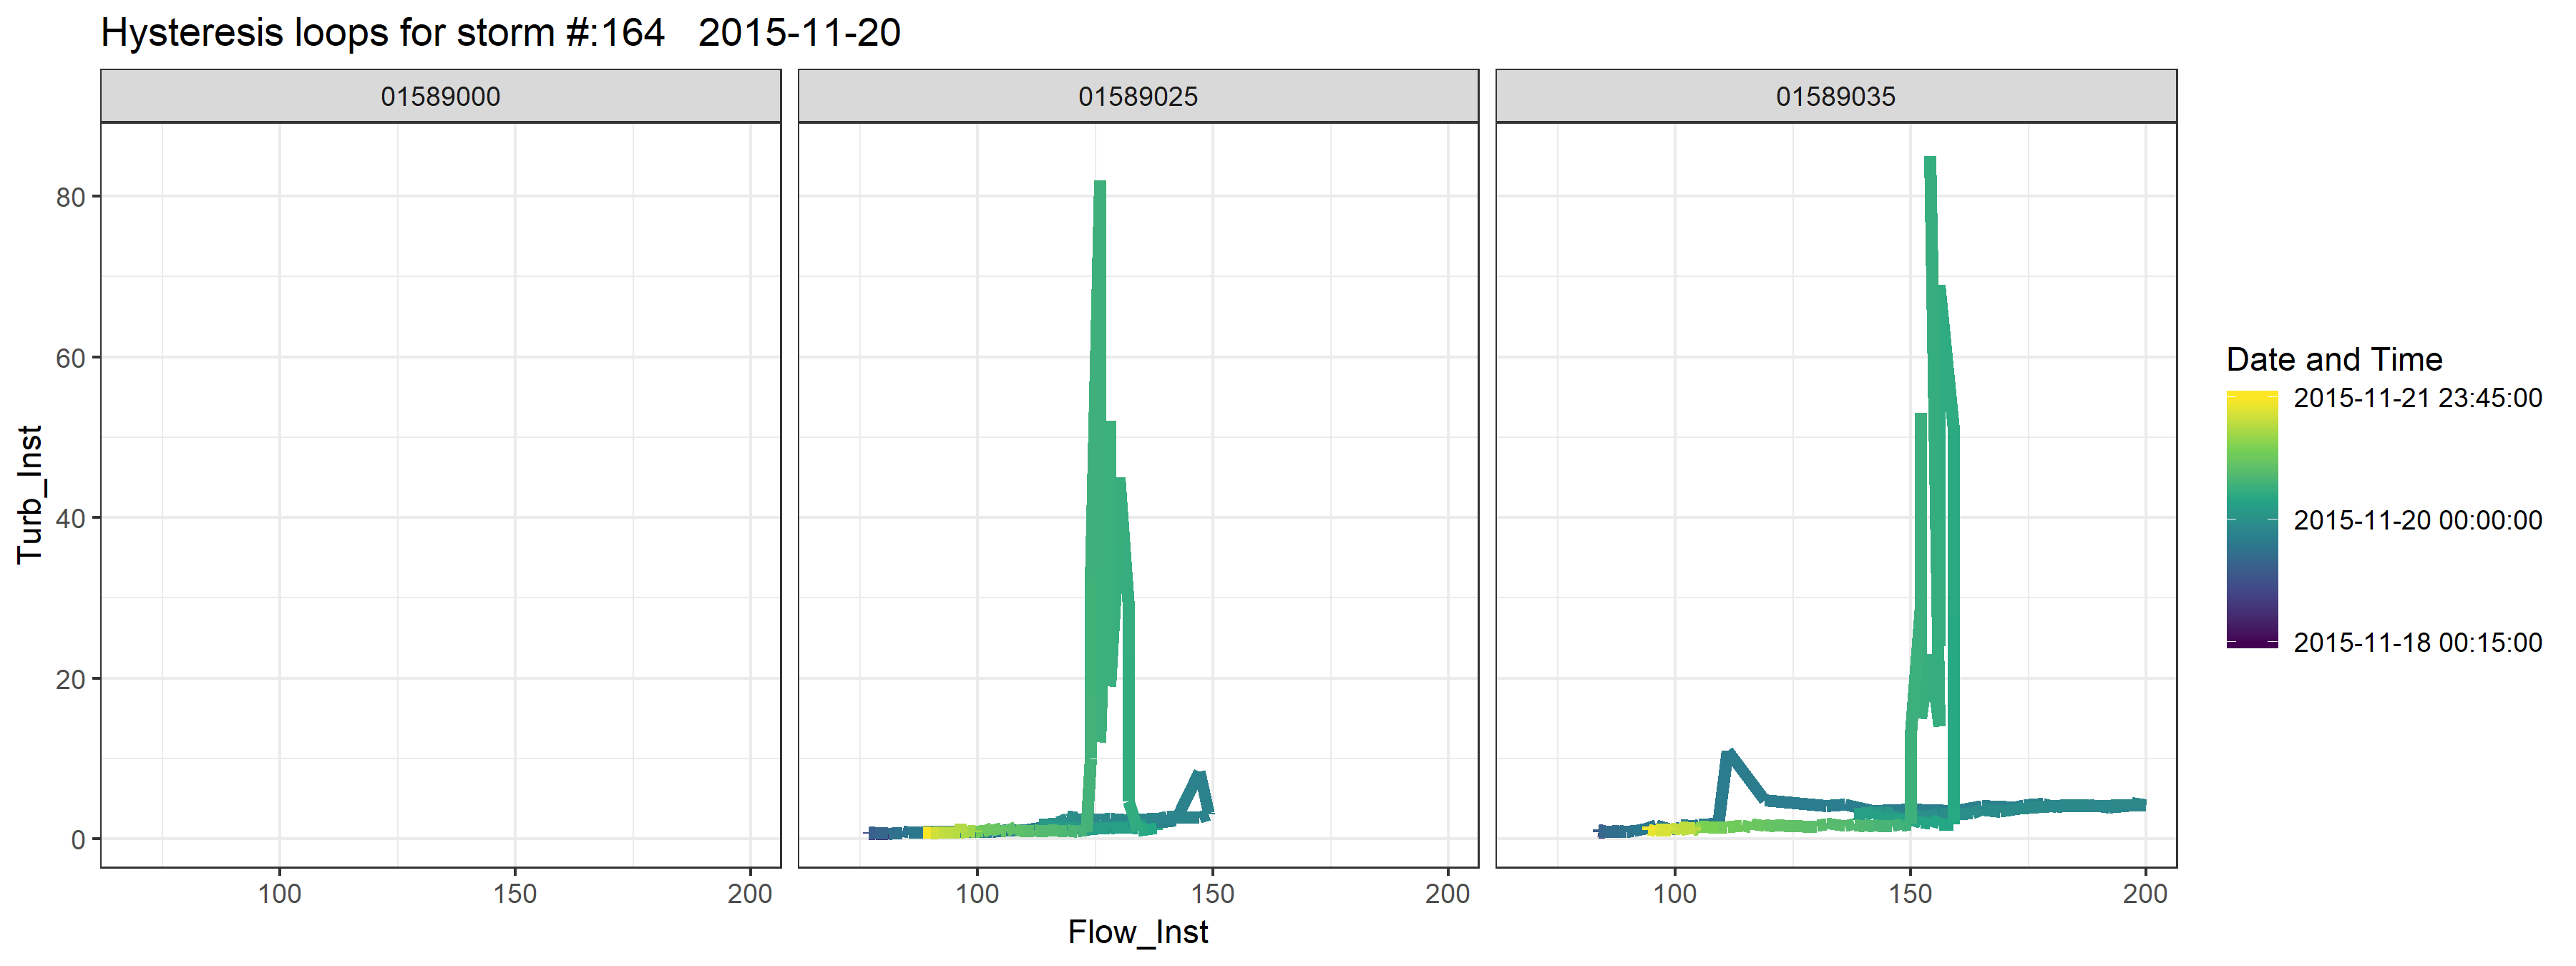 Hysteresis loops for storm #:164   2015-11-20
01589000
01589025
01589035
Turb_Inst
80
60
40
20
0
100 150 200
100 150 200
100 150 200
Flow_Inst
Date and Time
2015-11-21 23:45:00
2015-11-20 00:00:00
2015-11-18 00:15:00